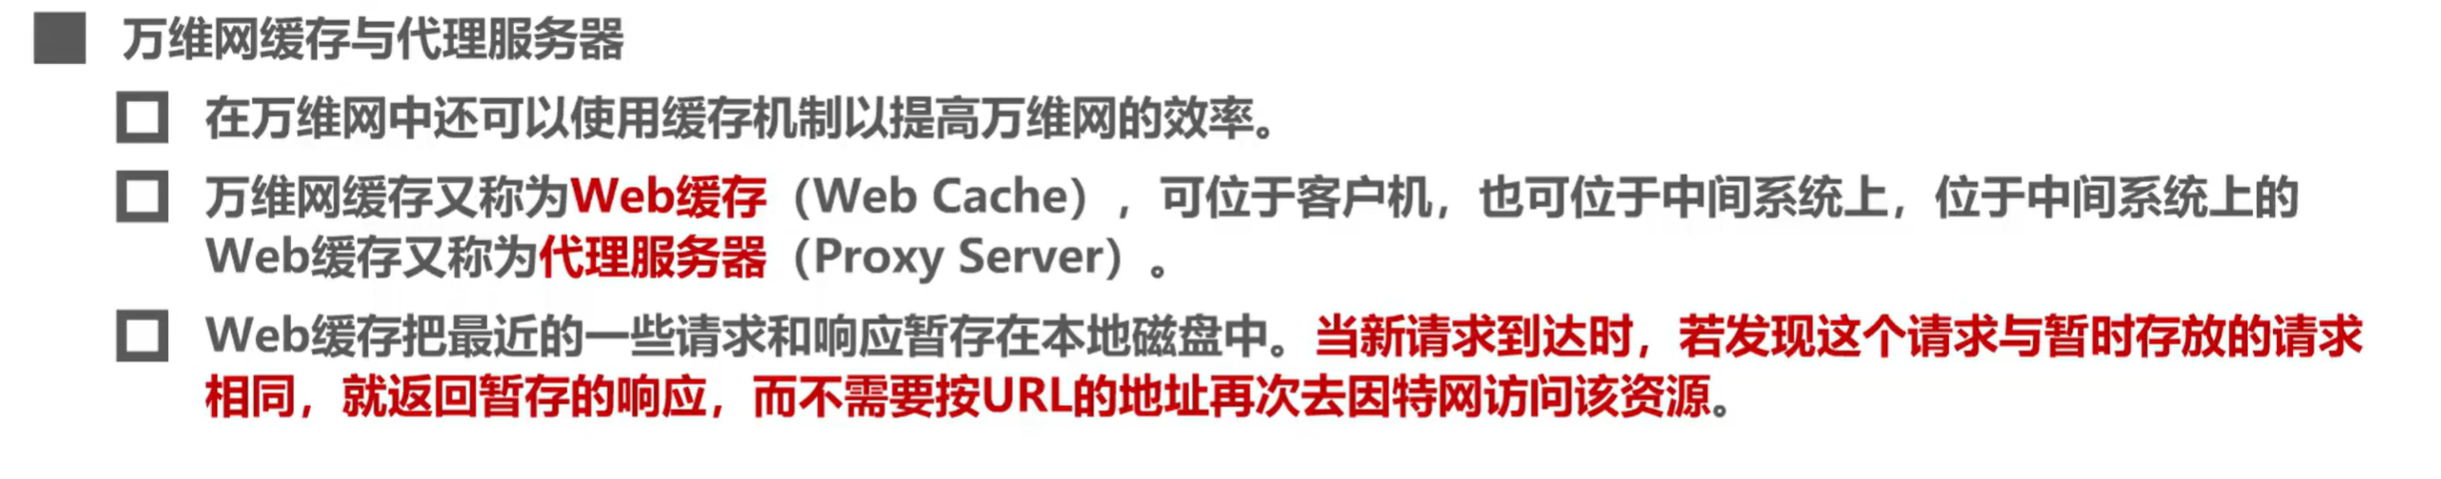 万维网缓存与代理服务器
在万维网中还可以使用缓存机制以提高万维网的效率。
万维网缓存又称为Web缓存（Web Cache），可位于客户机，也可位于中间系统上，位于中间系统上的
Web缓存又称为代理服务器（Proxy Server）。
Web缓存把最近的一些请求和响应暂存在本地磁盘中。当新请求到达时，若发现这个请求与暂时存放的请求
相同，就返回暂存的响应，而不需要按URL的地址再次去因特网访问该资源。